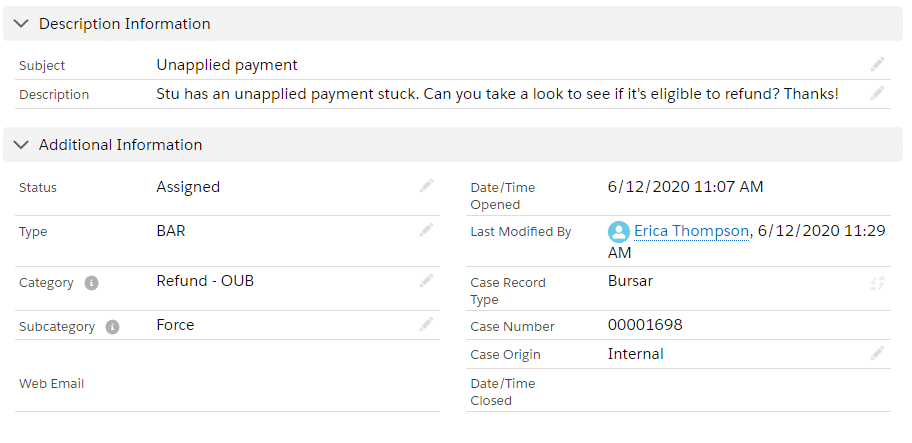 Description Information
Subject Unapplied payment
Description Stu has an unapplied payment stuck. Can you take a look to see if it's eligible to refund? Thanks!
Additional Information
Status Assigned
Date/Time Opened 6/12/2020 11:07 AM
Type BAR
Last Modified By Erica Thompson, 6/12/2020 11:29 AM
Category Refund - OUB
Case Record Type Bursar
Subcategory Force
Case Number 00001698
Case Origin Internal
Web Email
Date/Time Closed